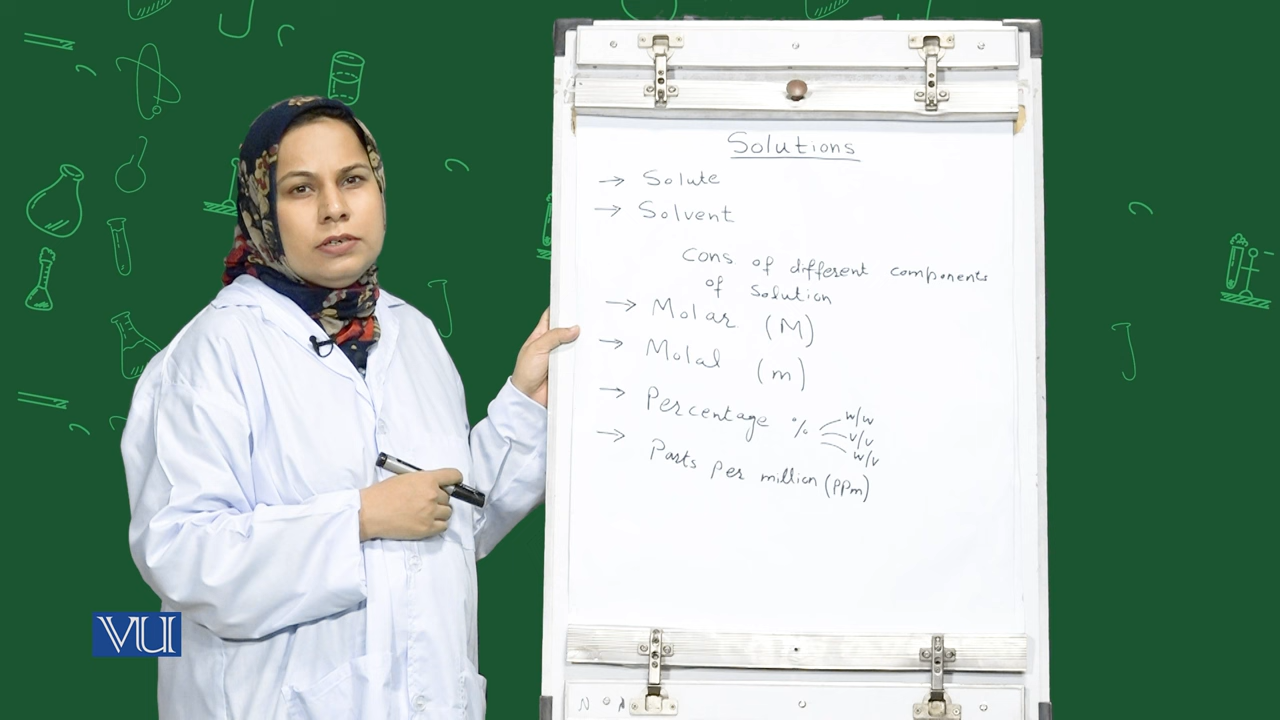 Solutions
→ Solute
→ Solvent
Cons of different components
of solution
→ Molar (M)
→ Molal (m)
→ Percentage % w/w
v/v
w/v
→ Parts per million (PPm)
VU